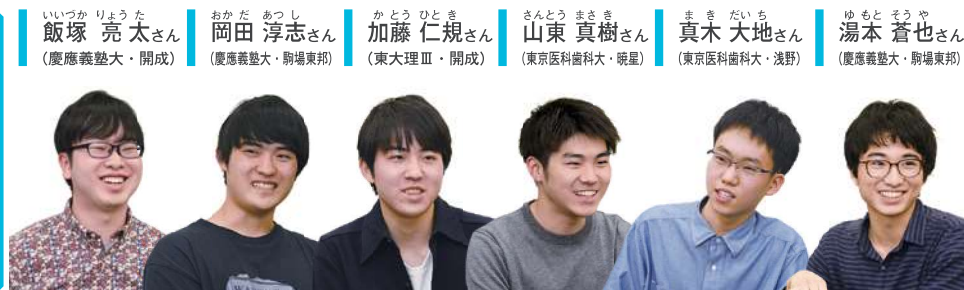 いいづか りょうた
飯塚 亮太さん
(慶應義塾大・開成)
おかだ あつし
岡田 淳志さん
(慶應義塾大・駒場東邦)
かとう ひとき
加藤 仁規さん
(東大理Ⅲ・開成)
さんとう まさき
山東 真樹さん
(東京医科歯科大・暁星)
まき だいち
真木 大地さん
(東京医科歯科大・浅野)
ゆもと そうや
湯本 蒼也さん
(慶應義塾大・駒場東邦)